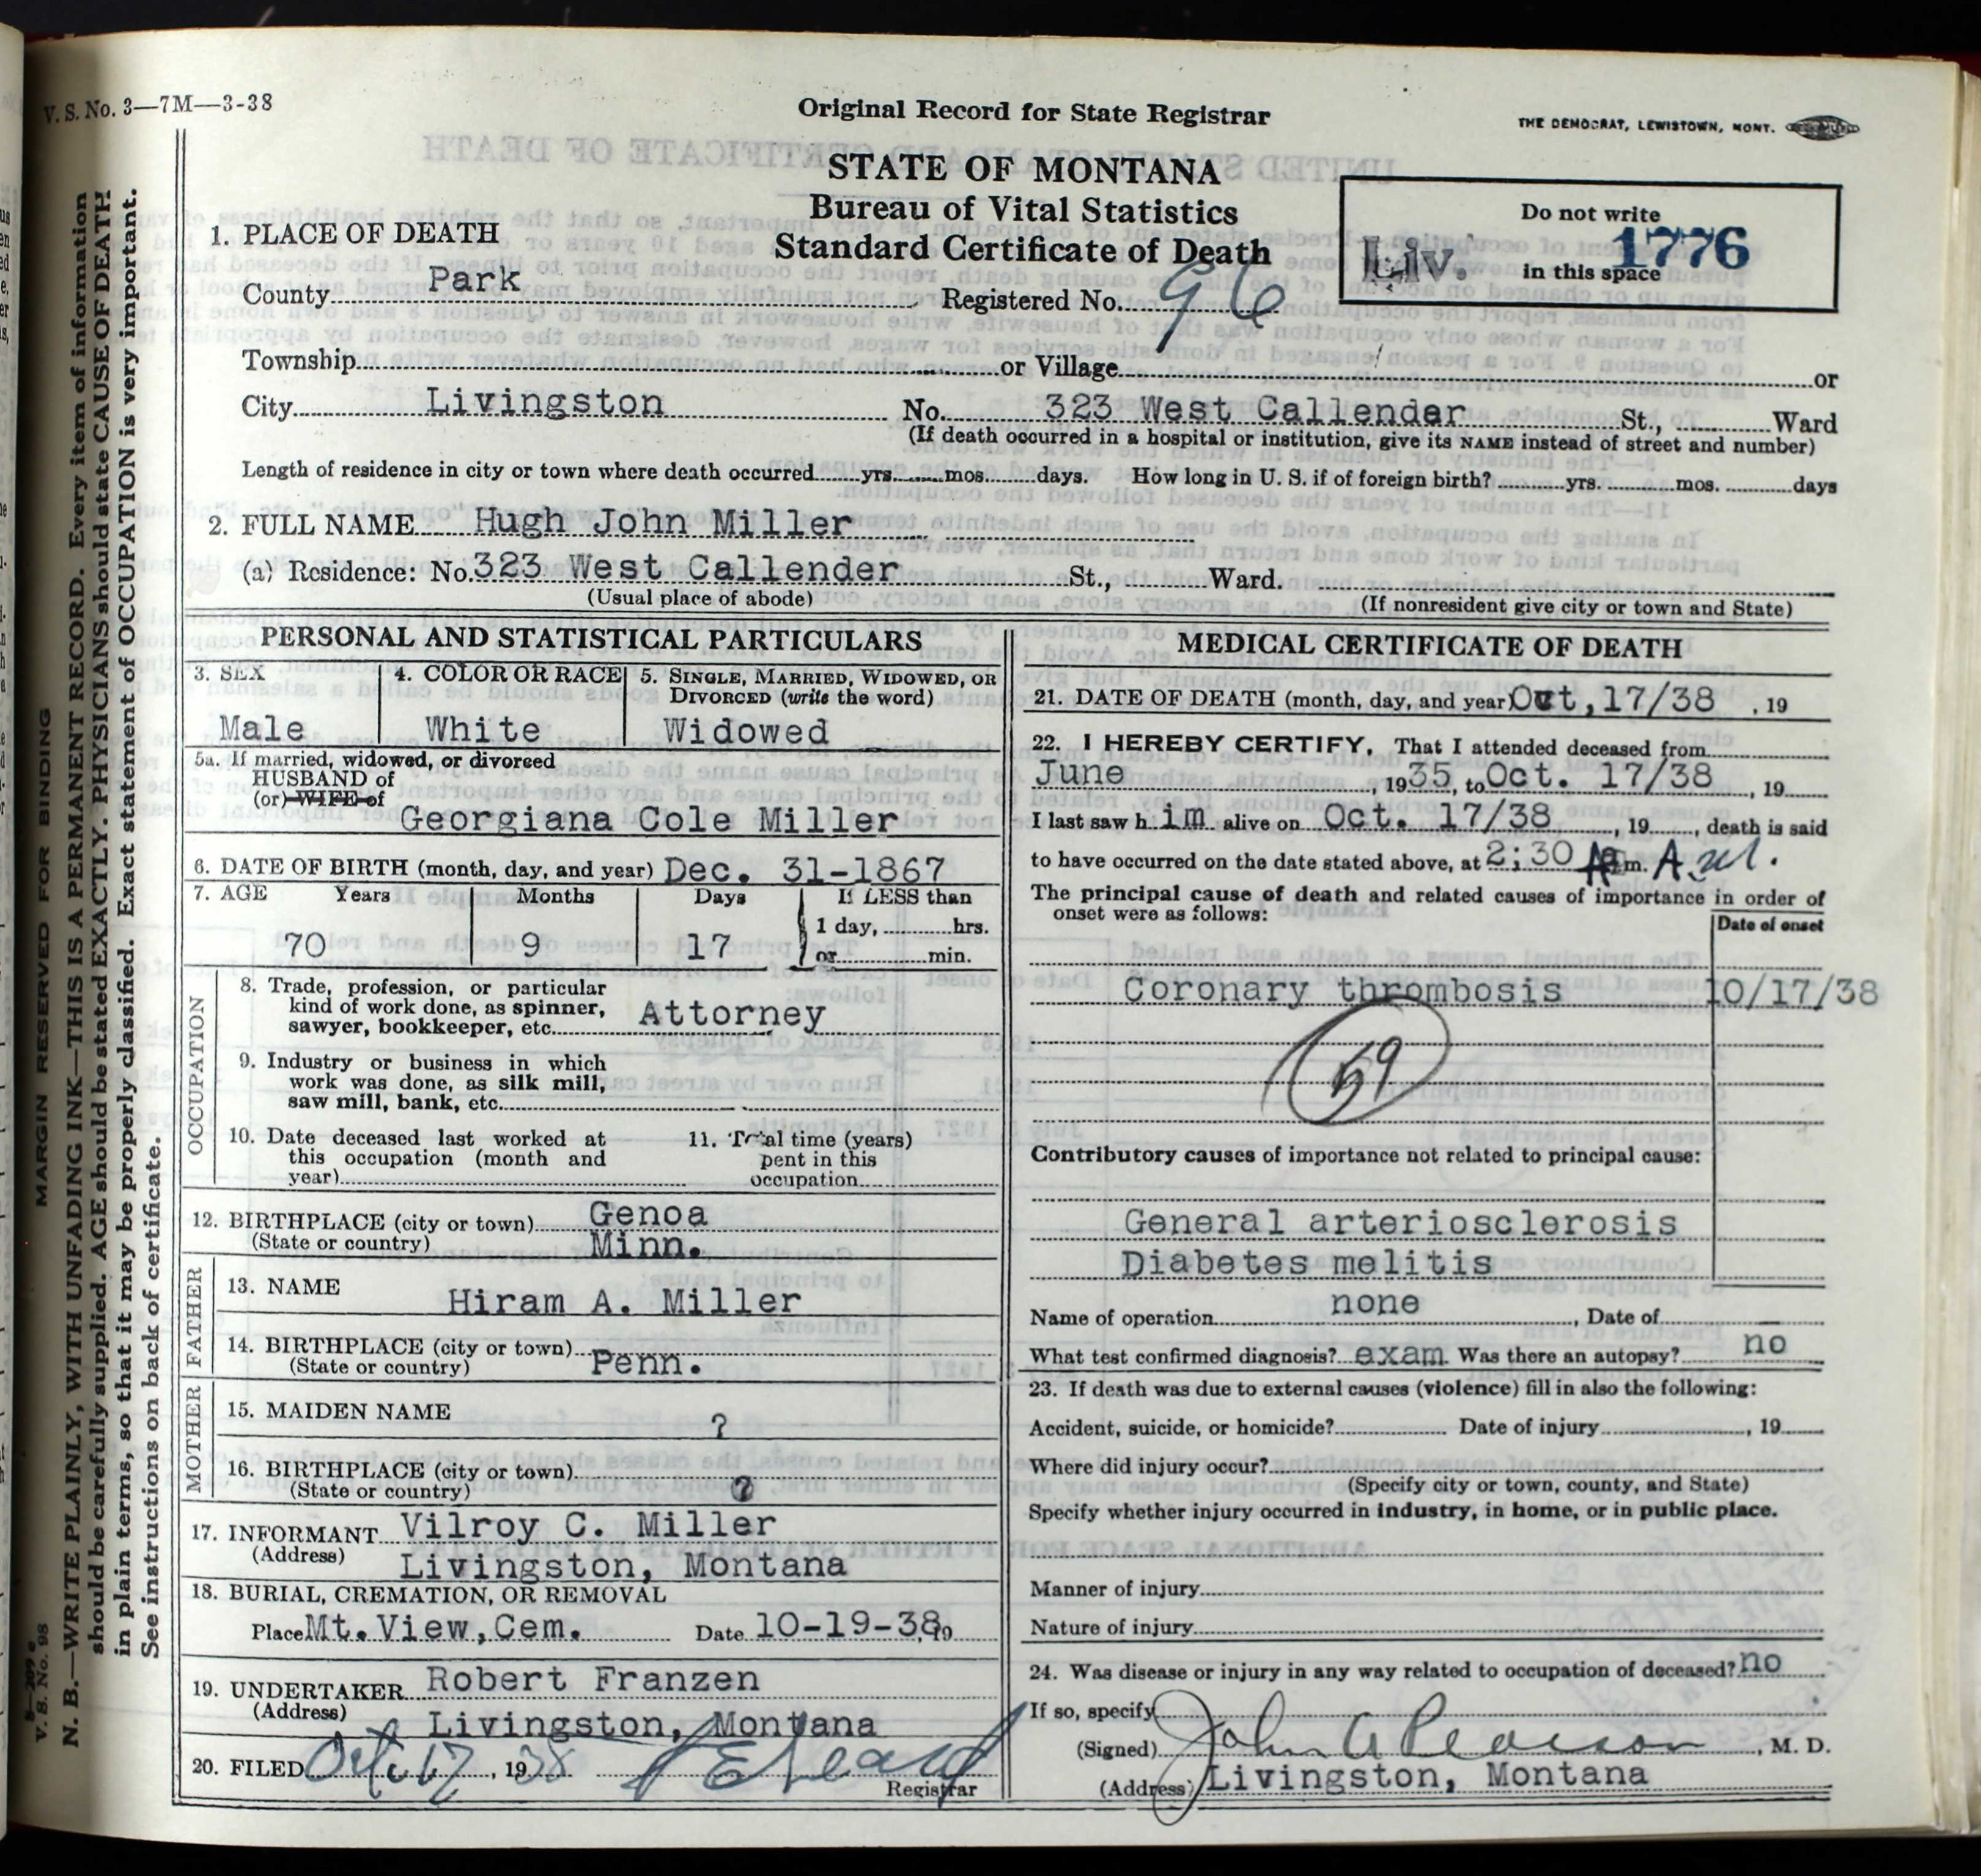 V. S. No. 3—7M—3-38
Original Record for State Registrar
THE DEMOCRAT, LEWISTOWN, MONT.
STATE OF MONTANA
Bureau of Vital Statistics
Standard Certificate of Death
Do not write
in this space
Liv. 1776
1. PLACE OF DEATH
County Park Registered No. 96
Township or Village or
City Livingston No. 323 West Callender St., Ward
(If death occurred in a hospital or institution, give its NAME instead of street and number)
Length of residence in city or town where death occurred yrs. mos. days. How long in U. S. if of foreign birth? yrs. mos. days
2. FULL NAME Hugh John Miller
(a) Residence: No. 323 West Callender St., Ward.
(Usual place of abode) (If nonresident give city or town and State)
PERSONAL AND STATISTICAL PARTICULARS
3. SEX 4. COLOR OR RACE 5. SINGLE, MARRIED, WIDOWED, OR
DIVORCED (write the word)
Male White Widowed
5a. If married, widowed, or divorced
HUSBAND of
(or) WIFE of
Georgiana Cole Miller
6. DATE OF BIRTH (month, day, and year) Dec. 31-1867
7. AGE Years Months Days If LESS than
1 day, hrs.
70 9 17 or min.
OCCUPATION
8. Trade, profession, or particular
kind of work done, as spinner,
sawyer, bookkeeper, etc. Attorney
9. Industry or business in which
work was done, as silk mill,
saw mill, bank, etc.
10. Date deceased last worked at
this occupation (month and
year)
11. Total time (years)
pent in this
occupation
12. BIRTHPLACE (city or town) Genoa
(State or country) Minn.
FATHER
13. NAME
Hiram A. Miller
14. BIRTHPLACE (city or town)
(State or country) Penn.
MOTHER
15. MAIDEN NAME ?
16. BIRTHPLACE (city or town)
(State or country) ?
17. INFORMANT Vilroy C. Miller
(Address) Livingston, Montana
18. BURIAL, CREMATION, OR REMOVAL
Place Mt. View, Cem. Date 10-19-38, 19
19. UNDERTAKER Robert Franzen
(Address) Livingston, Montana
20. FILED Oct 17, 1938
Registrar
MEDICAL CERTIFICATE OF DEATH
21. DATE OF DEATH (month, day, and year) Oct, 17/38, 19
22. I HEREBY CERTIFY, That I attended deceased from
June, 1935, to Oct. 17/38, 19
I last saw him alive on Oct. 17/38, 19, death is said
to have occurred on the date stated above, at 2:30 A m. A.M.
The principal cause of death and related causes of importance in order of
onset were as follows:
Date of onset
Coronary thrombosis 10/17/38
59
Contributory causes of importance not related to principal cause:
General arteriosclerosis
Diabetes melitis
Name of operation none, Date of
What test confirmed diagnosis? exam. Was there an autopsy? no
23. If death was due to external causes (violence) fill in also the following:
Accident, suicide, or homicide? Date of injury, 19
Where did injury occur?
(Specify city or town, county, and State)
Specify whether injury occurred in industry, in home, or in public place.
Manner of injury
Nature of injury
24. Was disease or injury in any way related to occupation of deceased? no
If so, specify
(Signed) John A Pearson, M. D.
(Address) Livingston, Montana
MARGIN RESERVED FOR BINDING
V. S. No. 98
N. B.—WRITE PLAINLY, WITH UNFADING INK—THIS IS A PERMANENT RECORD. Every item of information
should be carefully supplied. AGE should be stated EXACTLY. PHYSICIANS should state CAUSE OF DEATH
in plain terms, so that it may be properly classified. Exact statement of OCCUPATION is very important.
See instructions on back of certificate.